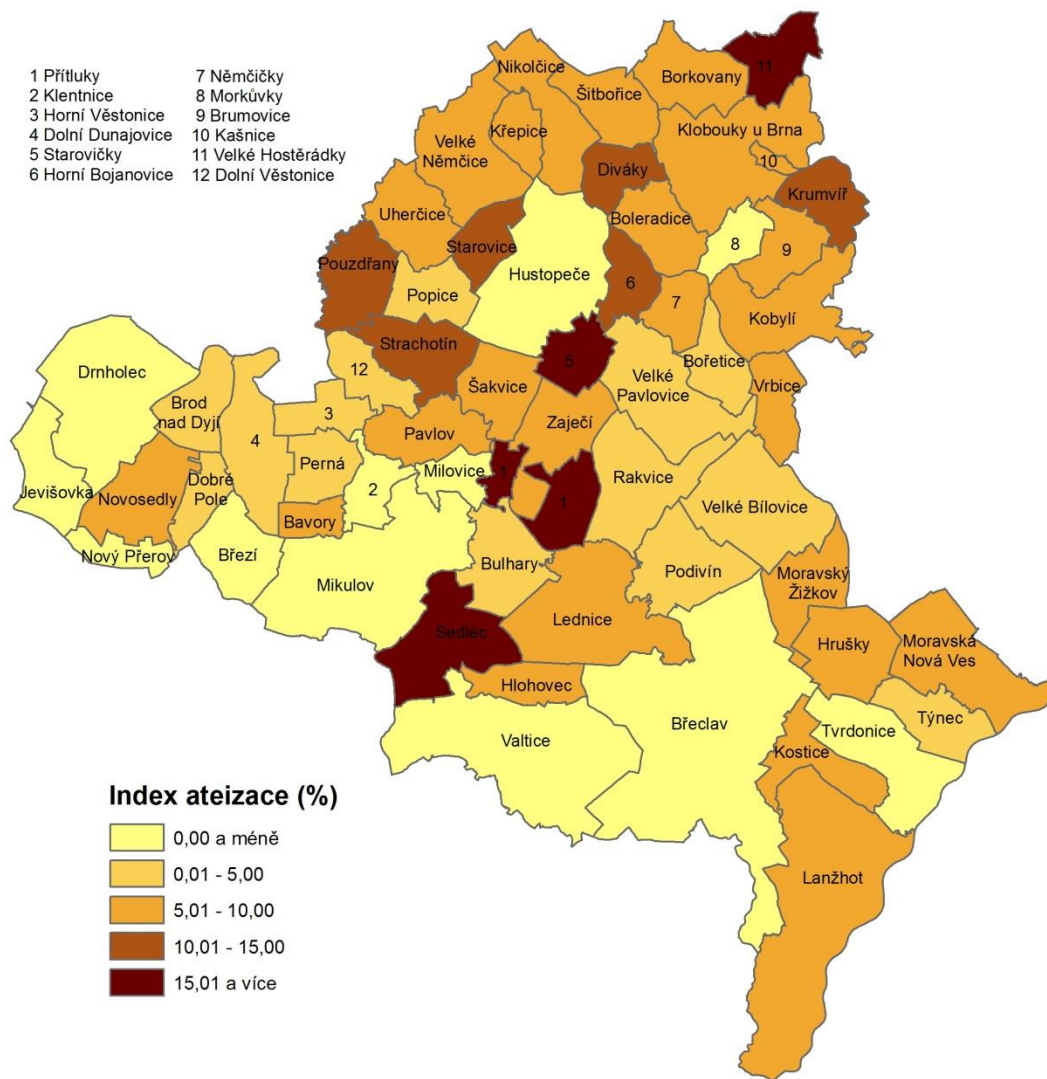 1 Přítluky
2 Klentnice
3 Horní Věstonice
4 Dolní Dunajovice
5 Starovičky
6 Horní Bojanovice
7 Němčičky
8 Morkůvky
9 Brumovice
10 Kašnice
11 Velké Hostěrádky
12 Dolní Věstonice
Nikolčice
Šitbořice
Borkovany
11
Velké
Němčice
Křepice
Klobouky u Brna
10
Diváky
Krumvíř
Uherčice
Boleradice
Starovice
8
9
Pouzdřany
Hustopeče
6
7
Popice
Kobylí
Strachotín
Drnholec
12
Šakvice
5
Velké
Pavlovice
Bořetice
Vrbice
Brod
nad Dyjí
3
4
Pavlov
Zaječí
Perná
Milovice
1
1
Rakvice
Jevišovka
Novosedly
Dobré
Pole
2
Velké Bílovice
Bavory
Nový Přerov
Březí
Bulhary
Podivín
Mikulov
Moravský
Žižkov
Lednice
Sedlec
Hrušky
Moravská
Nová Ves
Hlohovec
Týnec
Břeclav
Tvrdonice
Valtice
Kostice
Lanžhot
Index ateizace (%)
0,00 a méně
0,01 - 5,00
5,01 - 10,00
10,01 - 15,00
15,01 a více